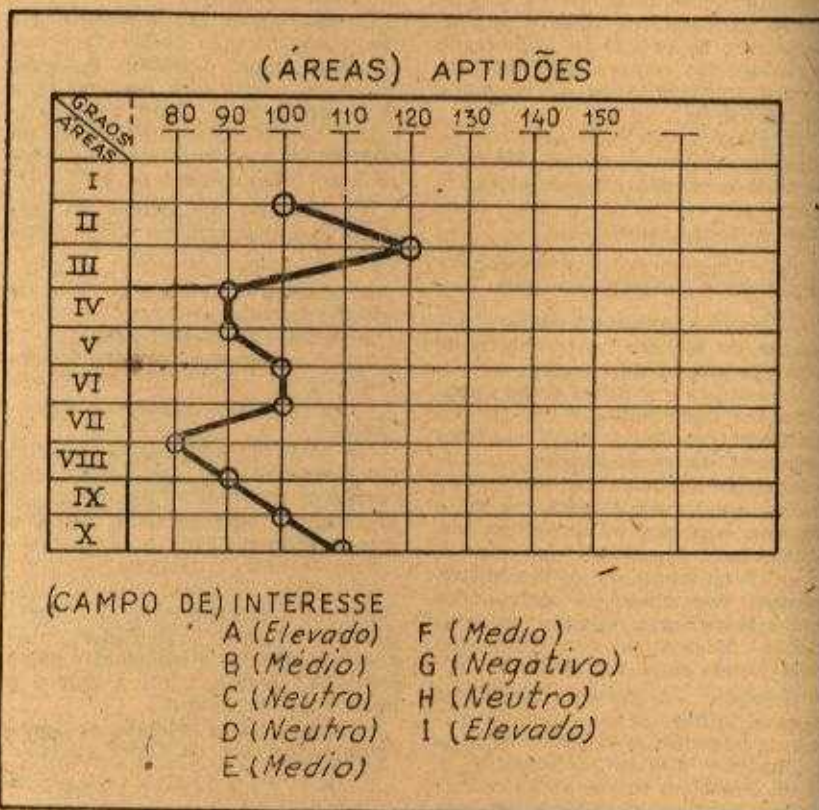 (ÁREAS) APTIDÕES
GRAOS 80 90 100 110 120 130 140 150
ÁREAS
I
II
III
IV
V
VI
VII
VIII
IX
X
(CAMPO DE) INTERESSE
A (Elevado) F (Medio)
B (Médio) G (Negativo)
C (Neutro) H (Neutro)
D (Neutro) I (Elevado)
E (Medio)